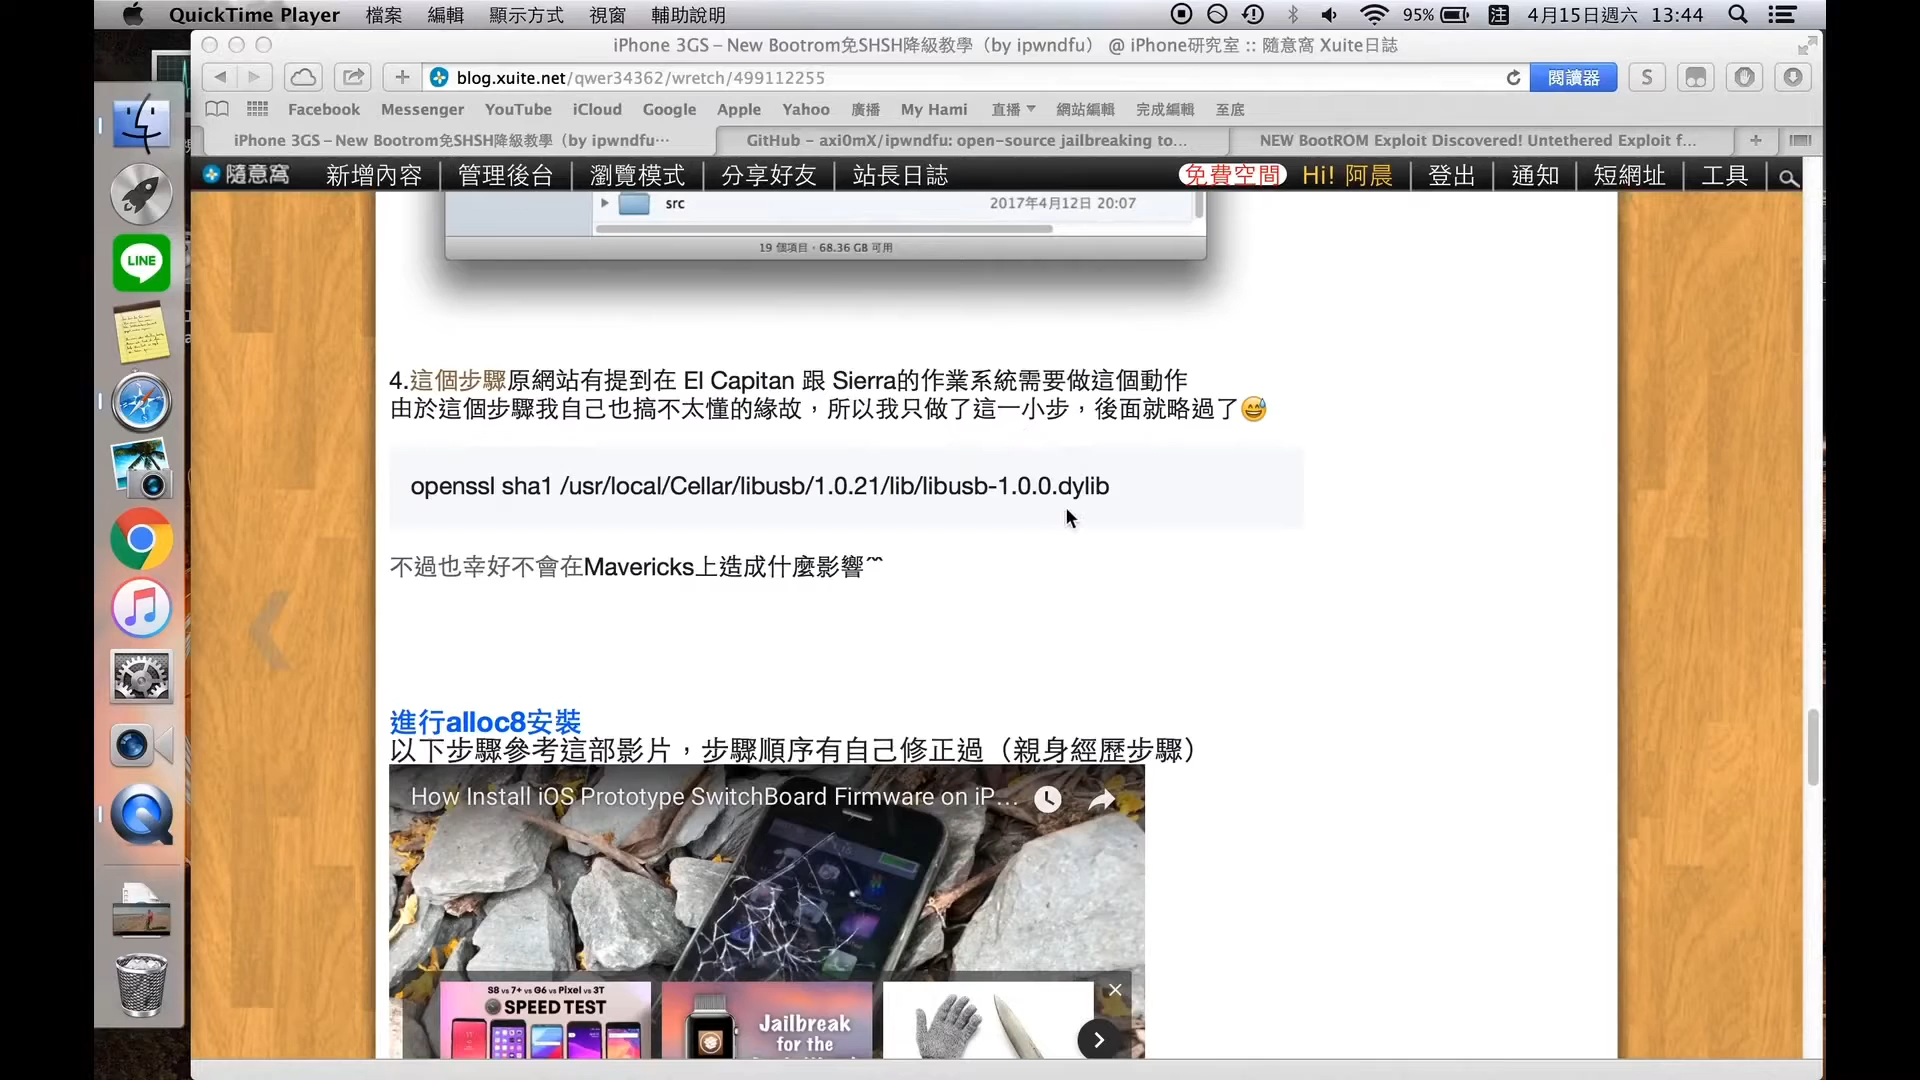 QuickTime Player 檔案 編輯 顯示方式 視窗 輔助說明 95% 注 4月15日週六 13:44
iPhone 3GS－New Bootrom免SHSH降級教學（by ipwndfu） @ iPhone研究室 :: 隨意窩 Xuite日誌
blog.xuite.net/qwer34362/wretch/499112255 閱讀器 S
Facebook Messenger YouTube iCloud Google Apple Yahoo 廣播 My Hami 直播 網站編輯 完成編輯 至底
iPhone 3GS－New Bootrom免SHSH降級教學（by ipwndfu… GitHub - axi0mX/ipwndfu: open-source jailbreaking to… NEW BootROM Exploit Discovered! Untethered Exploit f…
隨意窩 新增內容 管理後台 瀏覽模式 分享好友 站長日誌 免費空間 Hi! 阿晨 登出 通知 短網址 工具
src 2017年4月12日 20:07
19 個項目，68.36 GB 可用
LINE
4.這個步驟原網站有提到在 El Capitan 跟 Sierra的作業系統需要做這個動作
由於這個步驟我自己也搞不太懂的緣故，所以我只做了這一小步，後面就略過了😅
openssl sha1 /usr/local/Cellar/libusb/1.0.21/lib/libusb-1.0.0.dylib
不過也幸好不會在Mavericks上造成什麼影響^^
進行alloc8安裝
以下步驟參考這部影片，步驟順序有自己修正過（親身經歷步驟）
How Install iOS Prototype SwitchBoard Firmware on iP…
S8 vs 7+ vs G6 vs Pixel vs 3T
SPEED TEST
Jailbreak
for the